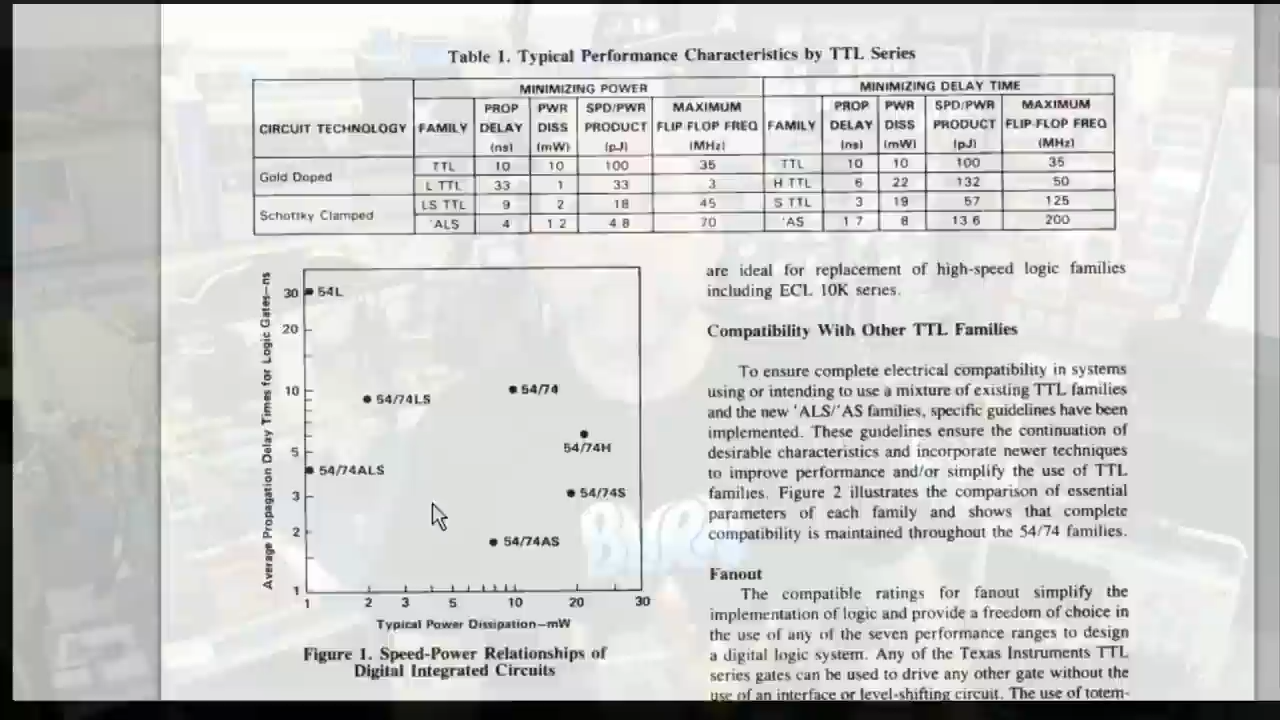 Table 1. Typical Performance Characteristics by TTL Series
MINIMIZING POWER MINIMIZING DELAY TIME
CIRCUIT TECHNOLOGY FAMILY PROP DELAY (ns) PWR DISS (mW) SPD/PWR PRODUCT (pJ) MAXIMUM FLIP-FLOP FREQ (MHz) FAMILY PROP DELAY (ns) PWR DISS (mW) SPD/PWR PRODUCT (pJ) MAXIMUM FLIP-FLOP FREQ (MHz)
Gold Doped TTL 10 10 100 35 TTL 10 10 100 35
L TTL 33 1 33 3 H TTL 6 22 132 50
Schottky Clamped LS TTL 9 2 18 45 S TTL 3 19 57 125
'ALS 4 1 2 4 8 70 'AS 1 7 8 13 6 200
Average Propagation Delay Times for Logic Gates—ns
30
20
10
5
3
2
1
54L
54/74LS
54/74
54/74H
54/74ALS
54/74S
54/74AS
1 2 3 5 10 20 30
Typical Power Dissipation—mW
Figure 1. Speed-Power Relationships of
Digital Integrated Circuits
are ideal for replacement of high-speed logic families
including ECL 10K series.
Compatibility With Other TTL Families
To ensure complete electrical compatibility in systems
using or intending to use a mixture of existing TTL families
and the new 'ALS/'AS families, specific guidelines have been
implemented. These guidelines ensure the continuation of
desirable characteristics and incorporate newer techniques
to improve performance and/or simplify the use of TTL
families. Figure 2 illustrates the comparison of essential
parameters of each family and shows that complete
compatibility is maintained throughout the 54/74 families.
Fanout
The compatible ratings for fanout simplify the
implementation of logic and provide a freedom of choice in
the use of any of the seven performance ranges to design
a digital logic system. Any of the Texas Instruments TTL
series gates can be used to drive any other gate without the
use of an interface or level-shifting circuit. The use of totem-